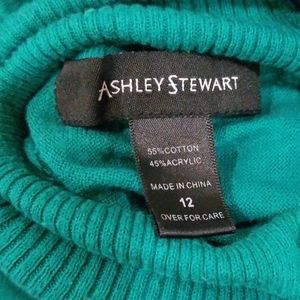 ASHLEY STEWART
55%COTTON
45%ACRYLIC
MADE IN CHINA
12
OVER FOR CARE